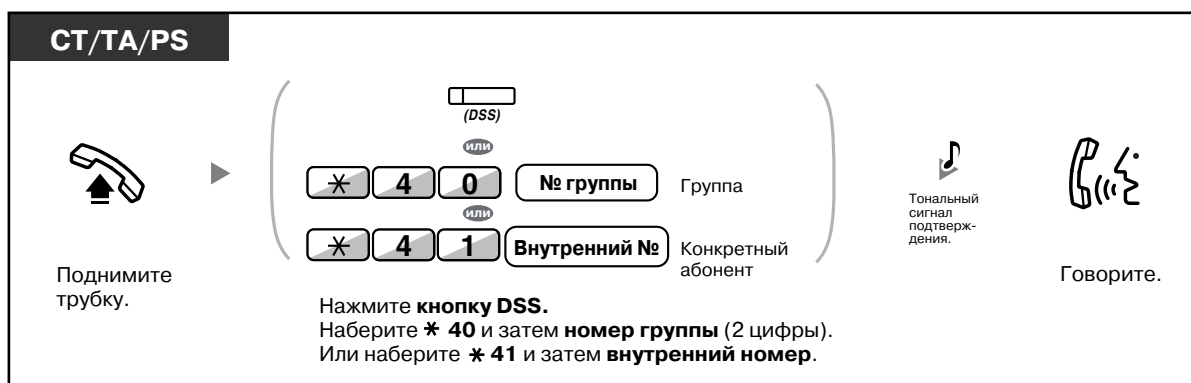 CT/TA/PS
(DSS)
или
* 4 0 № группы Группа
или
* 4 1 Внутренний № Конкретный
абонент
Поднимите
трубку.
Нажмите кнопку DSS.
Наберите * 40 и затем номер группы (2 цифры).
Или наберите * 41 и затем внутренний номер.
Тональный
сигнал
подтверж-
дения.
Говорите.